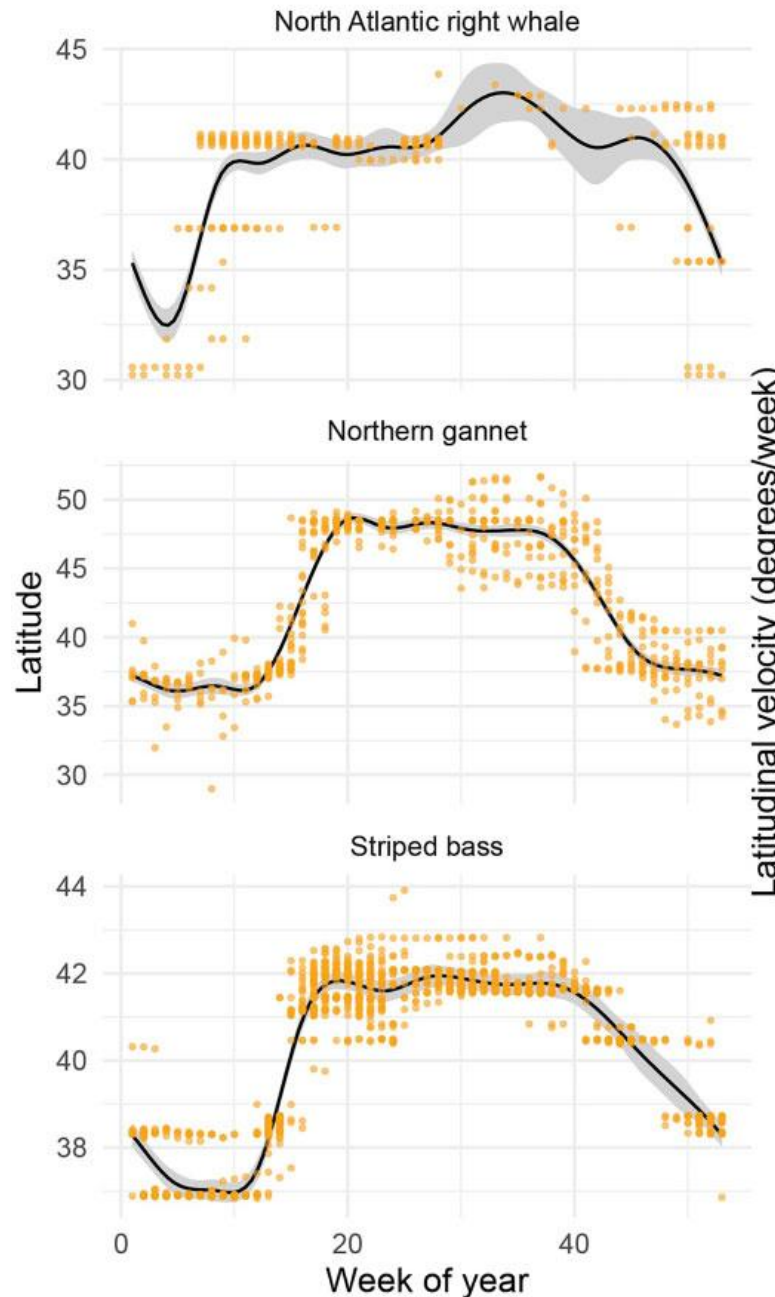 North Atlantic right whale
45
40
35
30
Northern gannet
50
45
40
35
30
Latitude
Latitudinal velocity (degrees/week)
Striped bass
44
42
40
38
0 20 40
Week of year